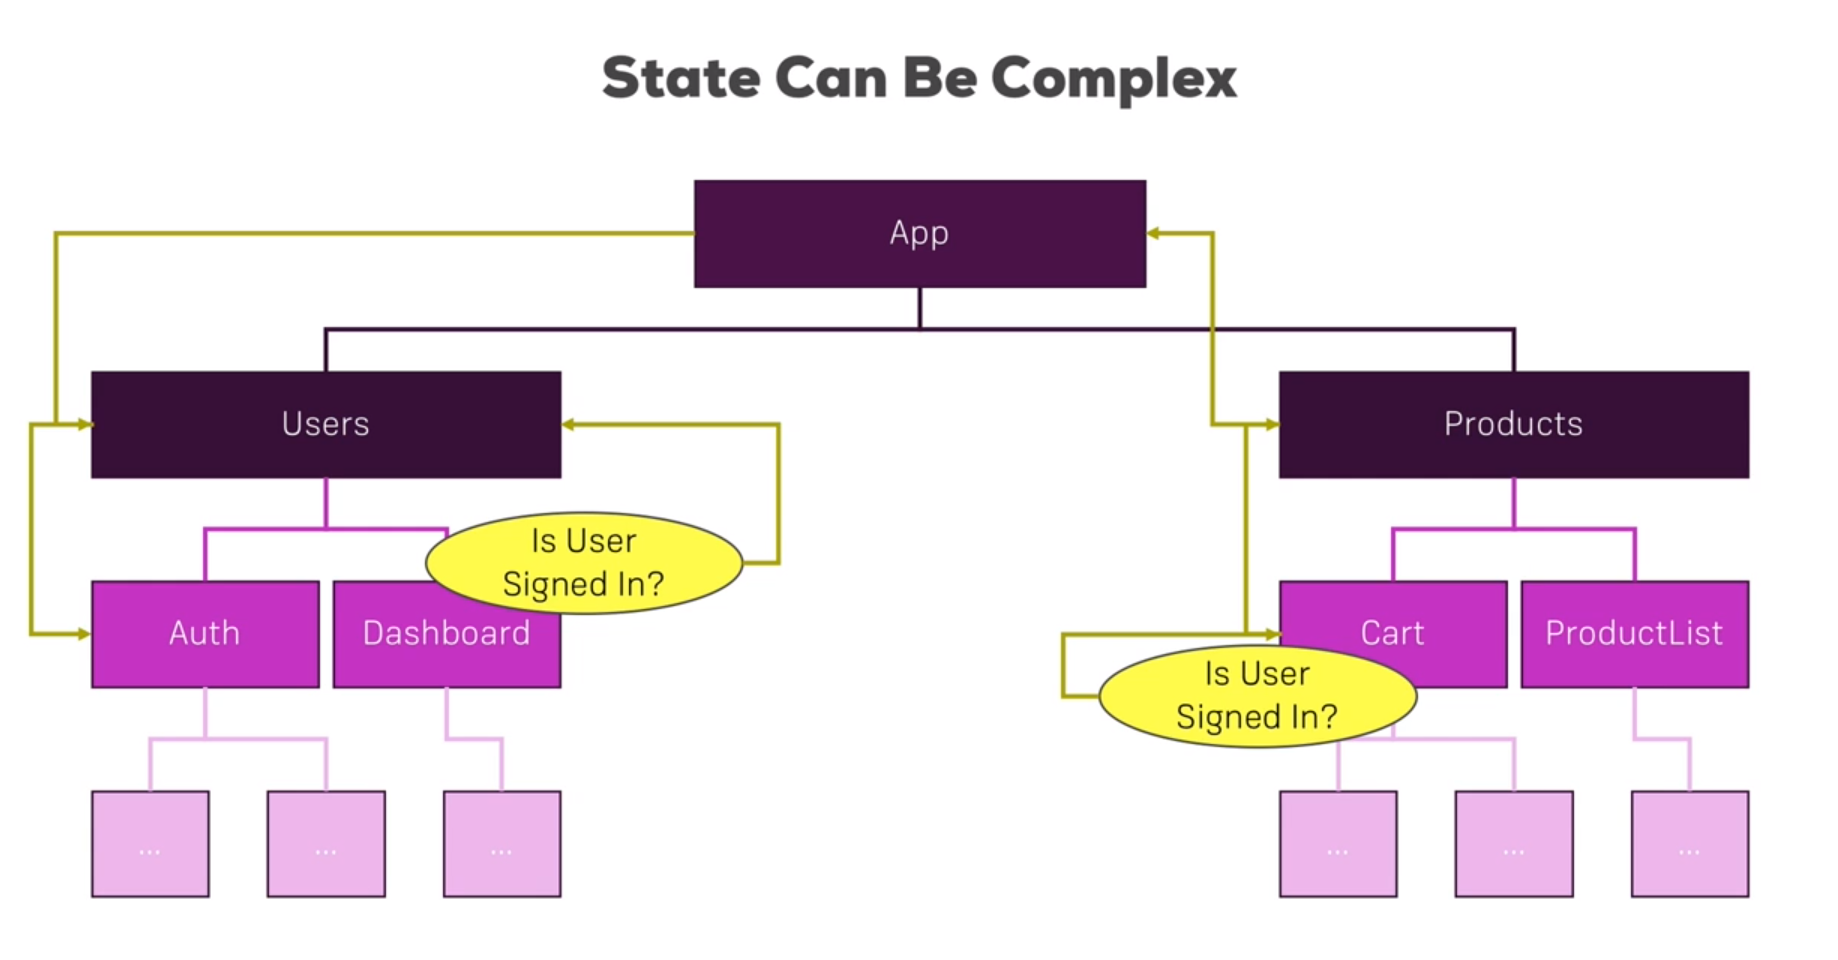 State Can Be Complex
App
Users
Products
Is User
Signed In?
Auth
Dashboard
Cart
ProductList
Is User
Signed In?
...
...
...
...
...
...